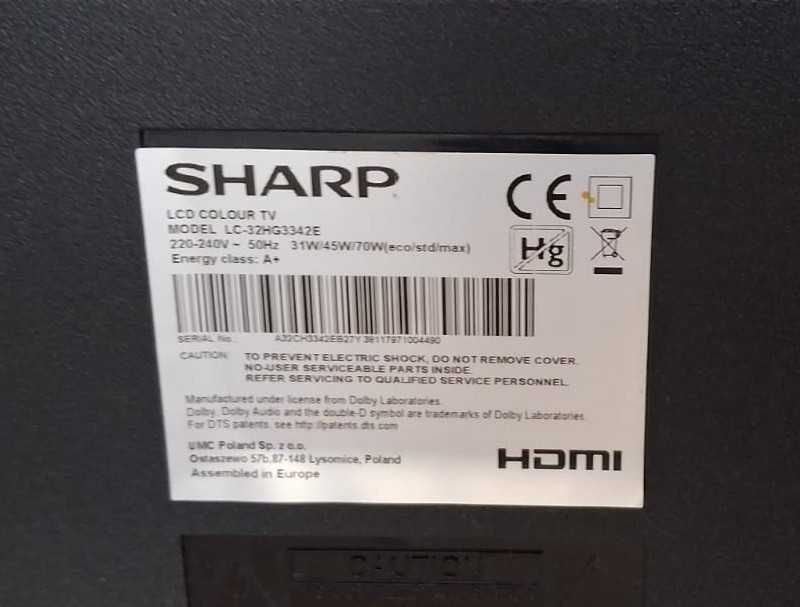 SHARP
LCD COLOUR TV
MODEL LC-32HG3342E
220-240V ~ 50Hz 31W/45W/70W(eco/std/max)
Energy class: A+
CE
Hg
SERIAL No.: A32CH3342EB27Y 38117971004490
CAUTION: TO PREVENT ELECTRIC SHOCK, DO NOT REMOVE COVER.
NO-USER SERVICEABLE PARTS INSIDE.
REFER SERVICING TO QUALIFIED SERVICE PERSONNEL.
Manufactured under license from Dolby Laboratories.
Dolby, Dolby Audio and the double-D symbol are trademarks of Dolby Laboratories.
For DTS patents, see http://patents.dts.com
UMC Poland Sp. z o.o.
Ostaszewo 57b,87-148 Lysomice, Poland
Assembled in Europe
HDMI
CAUTION